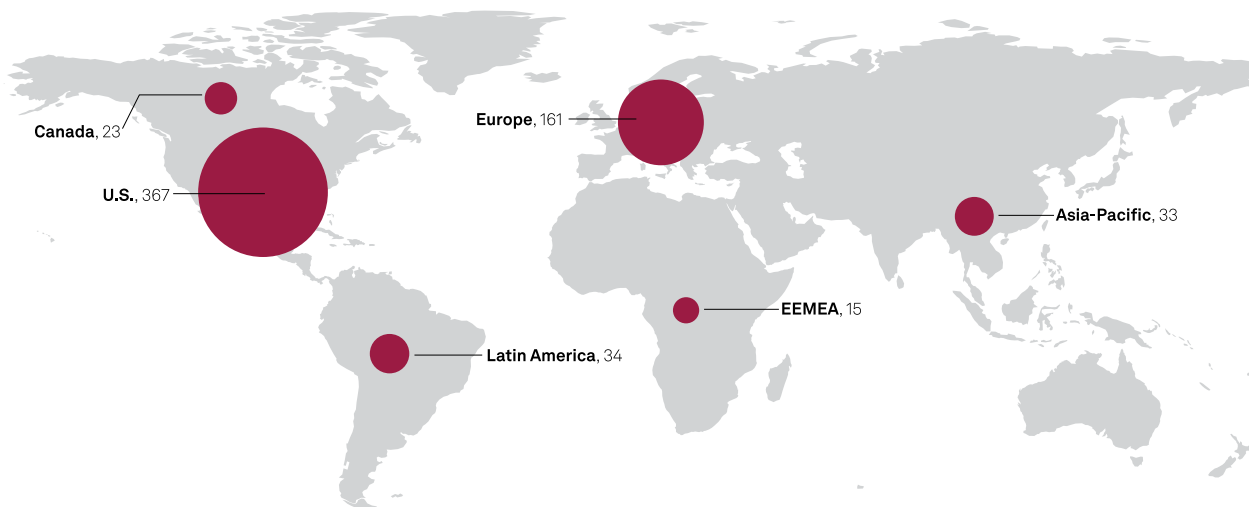 Canada, 23
U.S., 367
Europe, 161
Asia-Pacific, 33
EEMEA, 15
Latin America, 34